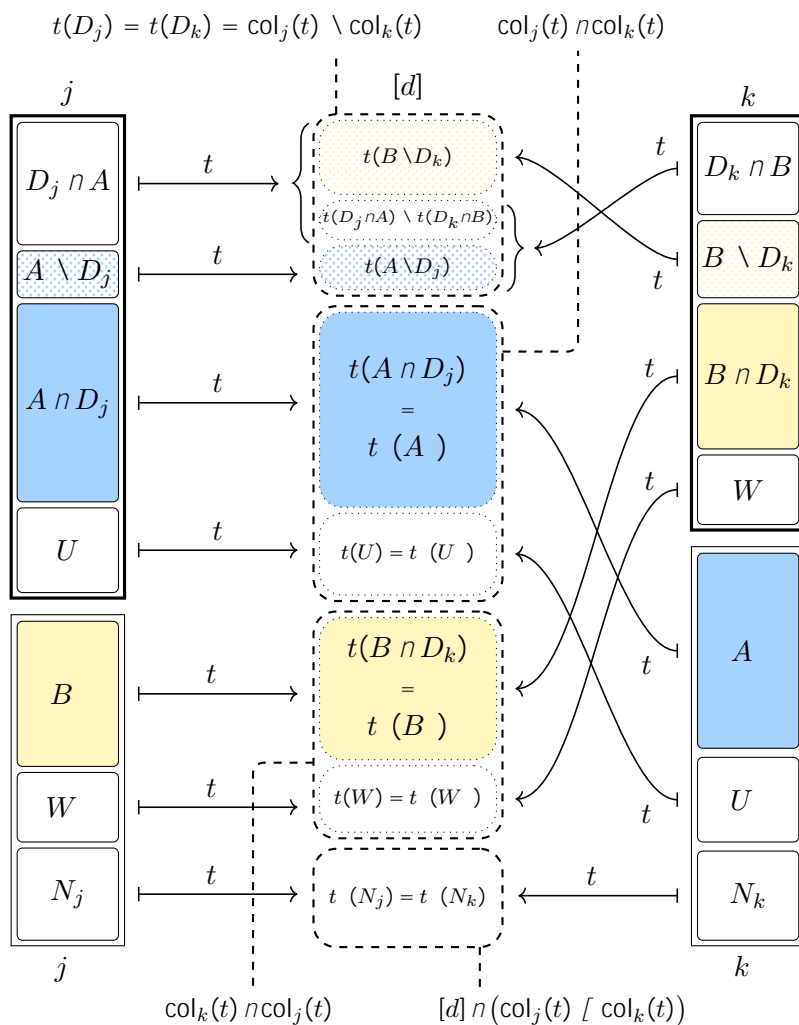 t(D_j) = t(D_k) = col_j(t) \ col_k(t)
col_j(t) n col_k(t)
j
[d]
k
D_j n A
t
t(B \ D_k)
t
D_k n B
t(D_j n A) \ t(D_k n B)
A \ D_j
t
t(A \ D_j)
t
B \ D_k
A n D_j
t
t(A n D_j)
=
t (A )
t
B n D_k
t
W
U
t
t(U) = t (U )
B
t
t(B n D_k)
=
t (B )
t
A
W
t
t(W) = t (W )
t
U
N_j
t
t (N_j) = t (N_k)
t
N_k
j
k
col_k(t) n col_j(t)
[d] n (col_j(t) [ col_k(t))